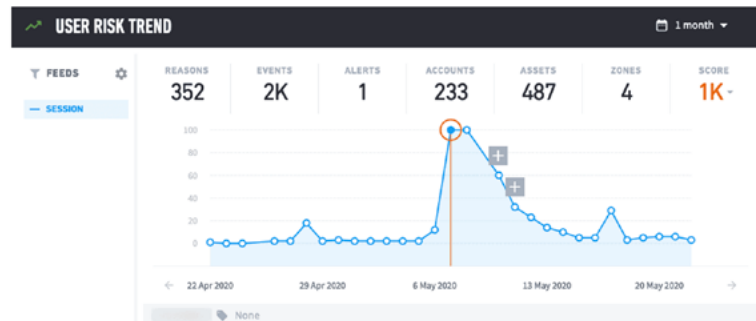 USER RISK TREND
1 month
FEEDS
SESSION
REASONS EVENTS ALERTS ACCOUNTS ASSETS ZONES SCORE
352 2K 1 233 487 4 1K
100
80
60
40
20
0
22 Apr 2020 29 Apr 2020 6 May 2020 13 May 2020 20 May 2020
None